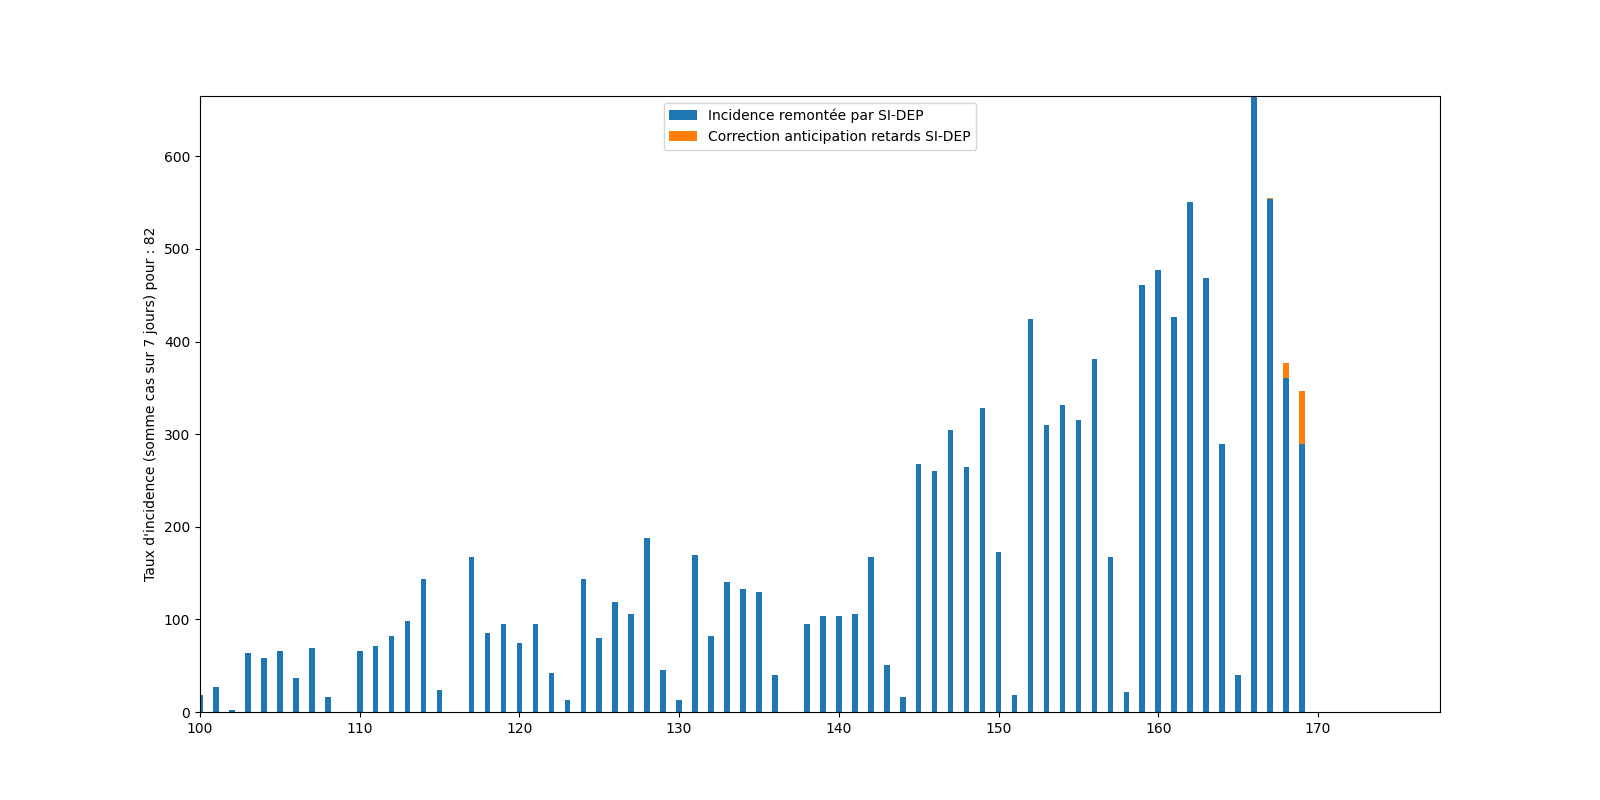 Incidence remontée par SI-DEP
Correction anticipation retards SI-DEP
Taux d'incidence (somme cas sur 7 jours) pour : 82
600
500
400
300
200
100
0
100 110 120 130 140 150 160 170